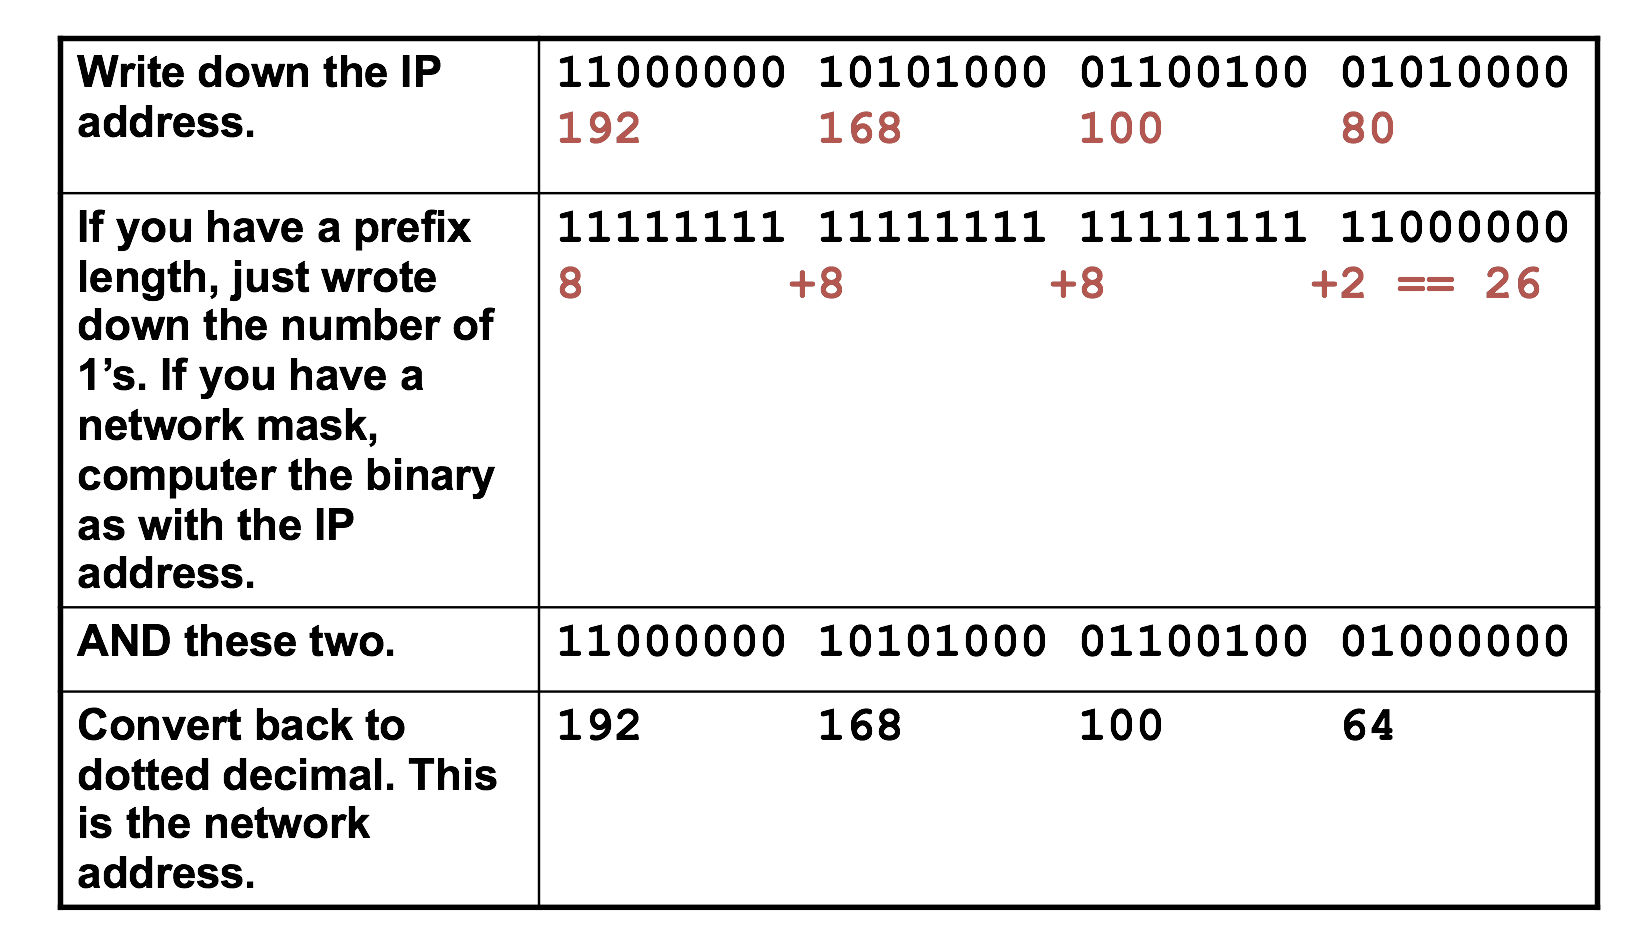 Write down the IP
address.
11000000 10101000 01100100 01010000
192 168 100 80
If you have a prefix
length, just wrote
down the number of
1’s. If you have a
network mask,
computer the binary
as with the IP
address.
11111111 11111111 11111111 11000000
8 +8 +8 +2 == 26
AND these two.
11000000 10101000 01100100 01000000
Convert back to
dotted decimal. This
is the network
address.
192 168 100 64